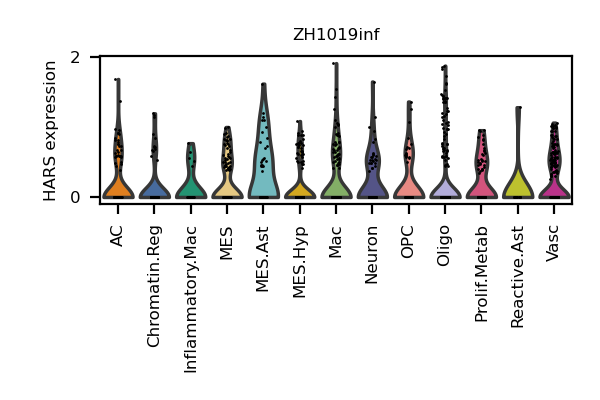 ZH1019inf
HARS expression
2
0
AC
Chromatin.Reg
Inflammatory.Mac
MES
MES.Ast
MES.Hyp
Mac
Neuron
OPC
Oligo
Prolif.Metab
Reactive.Ast
Vasc